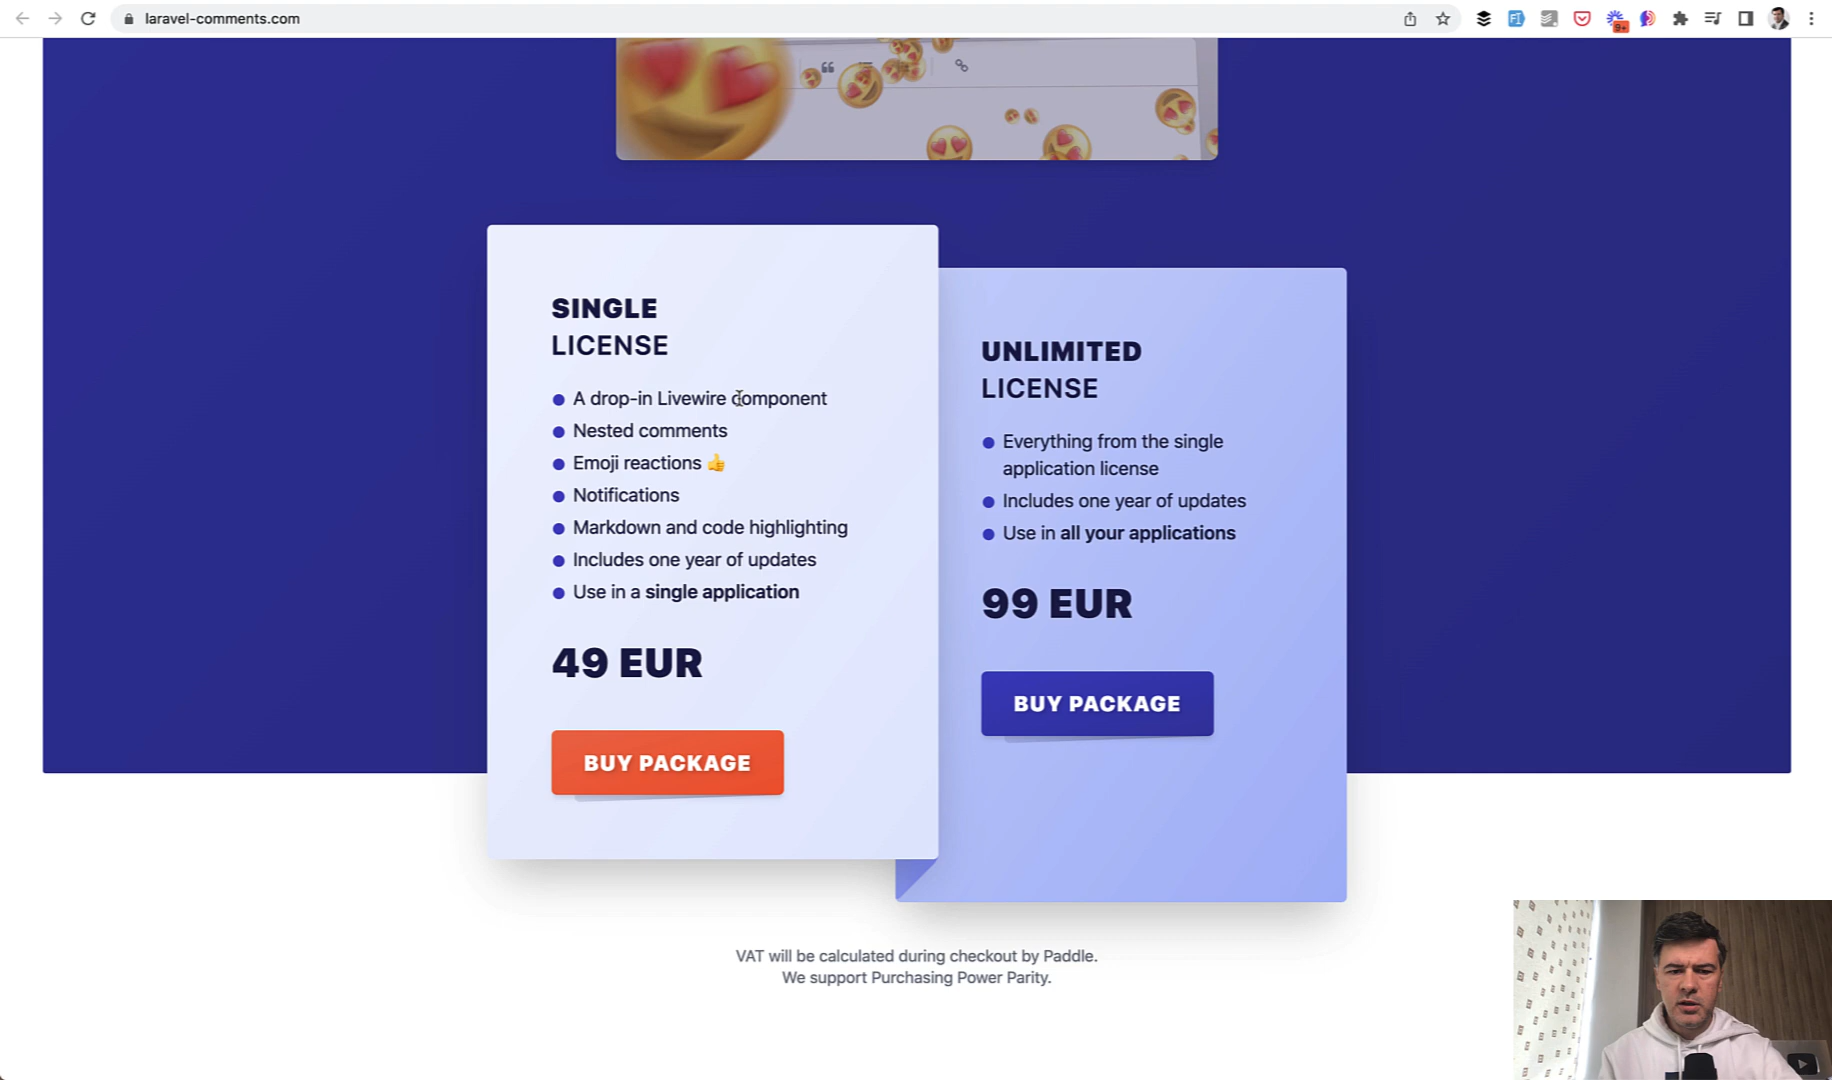 laravel-comments.com
9+
SINGLE
LICENSE
A drop-in Livewire component
Nested comments
Emoji reactions 👍
Notifications
Markdown and code highlighting
Includes one year of updates
Use in a single application
49 EUR
BUY PACKAGE
UNLIMITED
LICENSE
Everything from the single
application license
Includes one year of updates
Use in all your applications
99 EUR
BUY PACKAGE
VAT will be calculated during checkout by Paddle.
We support Purchasing Power Parity.